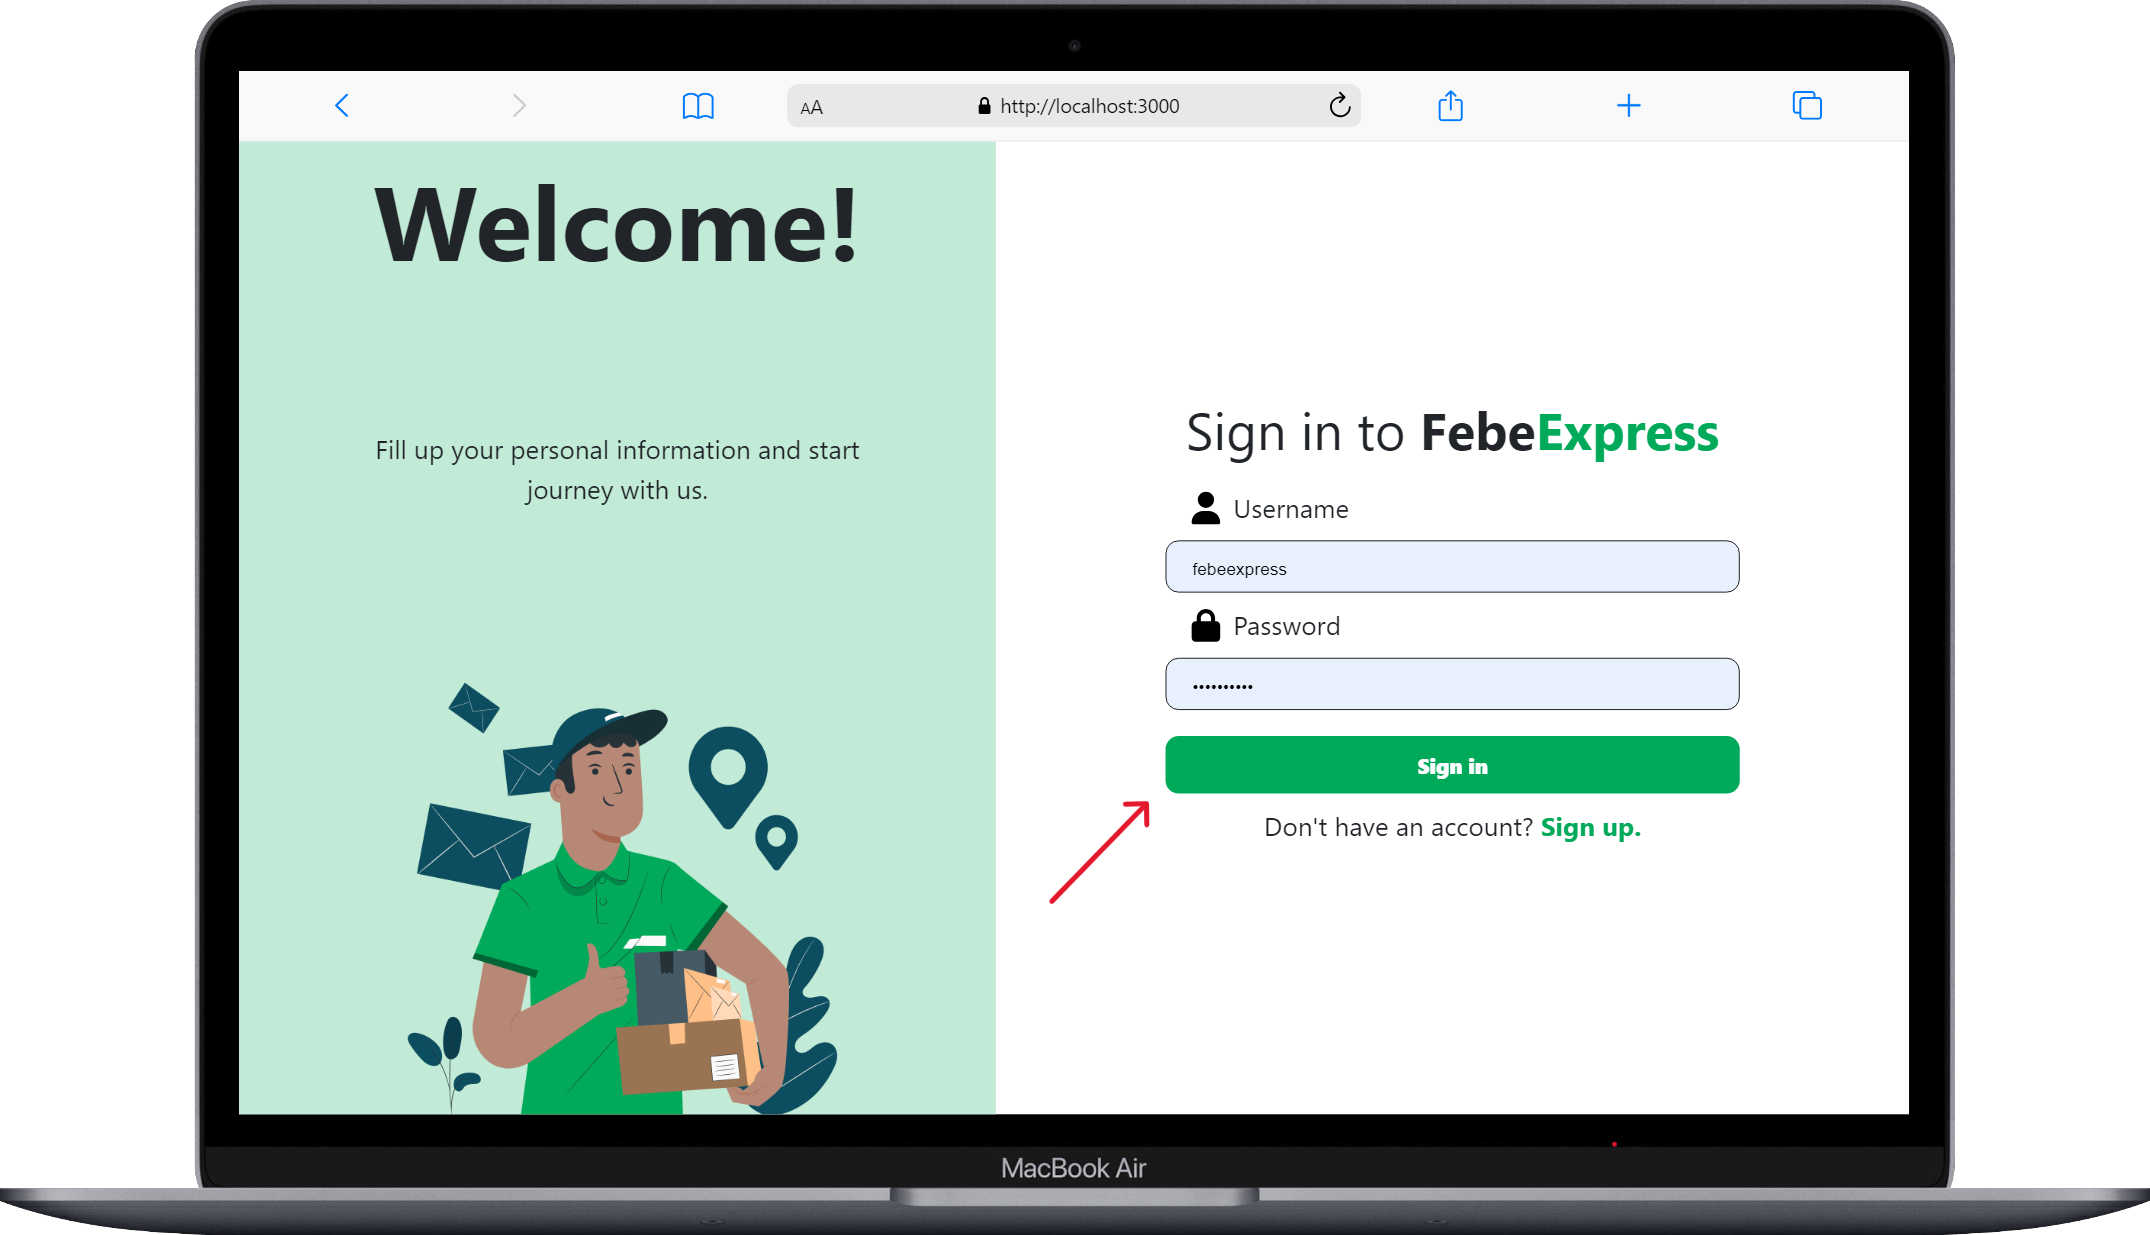 AA http://localhost:3000
Welcome!
Fill up your personal information and start
journey with us.
Sign in to FebeExpress
Username
febeexpress
Password
••••••••••
Sign in
Don't have an account? Sign up.
MacBook Air